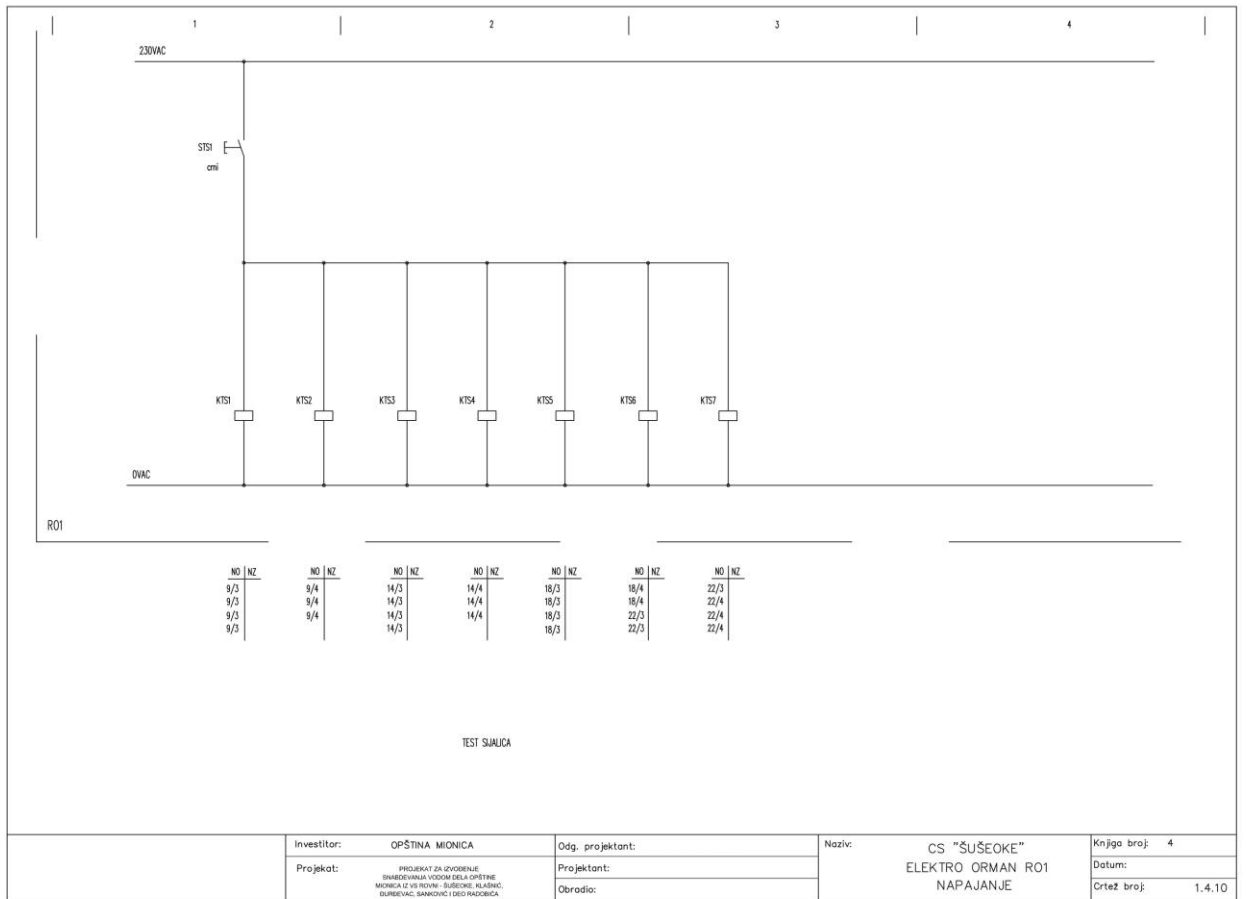 1 2 3 4
230VAC
STS1
crni
KTS1 KTS2 KTS3 KTS4 KTS5 KTS6 KTS7
0VAC
RO1
NO NZ NO NZ NO NZ NO NZ NO NZ NO NZ NO NZ
9/3 9/4 14/3 14/4 18/3 18/4 22/3
9/3 9/4 14/3 14/4 18/3 18/4 22/4
9/3 9/4 14/3 14/4 18/3 22/3 22/4
9/3 14/3 18/3 22/3 22/4
TEST SIJALICA
Investitor: OPŠTINA MIONICA
Projekat: PROJEKAT ZA IZVOĐENJE
SNABDEVANJA VODOM DELA OPŠTINE
MIONICA IZ VS ROVNI - ŠUŠEOKE, KLAŠNIĆ,
ĐURĐEVAC, SANKOVIĆ I DEO RADOBIĆA
Odg. projektant:
Projektant:
Obradio:
Naziv: CS "ŠUŠEOKE"
ELEKTRO ORMAN RO1
NAPAJANJE
Knjiga broj: 4
Datum:
Crtež broj: 1.4.10